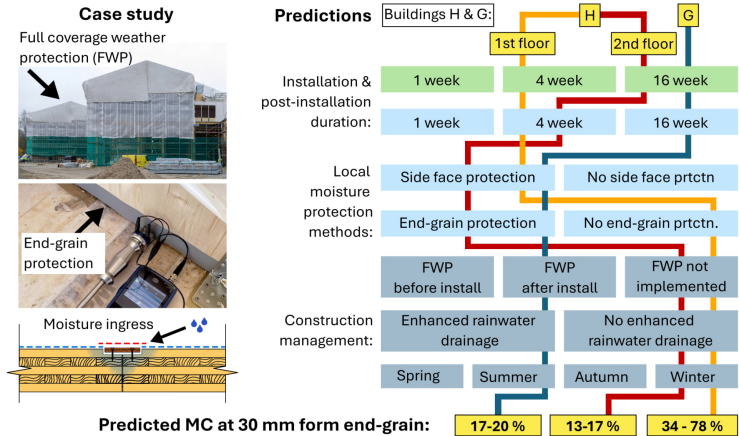 Case study
Full coverage weather
protection (FWP)
End-grain
protection
Moisture ingress
Predictions
Buildings H & G:
H
G
1st floor
2nd floor
Installation &
post-installation
duration:
1 week
4 week
16 week
1 week
4 week
16 week
Local
moisture
protection
methods:
Side face protection
No side face prtctn
End-grain protection
No end-grain prtctn.
FWP
before install
FWP
after install
FWP not
implemented
Construction
management:
Enhanced rainwater
drainage
No enhanced
rainwater drainage
Spring
Summer
Autumn
Winter
Predicted MC at 30 mm form end-grain:
17-20 %
13-17 %
34 - 78 %